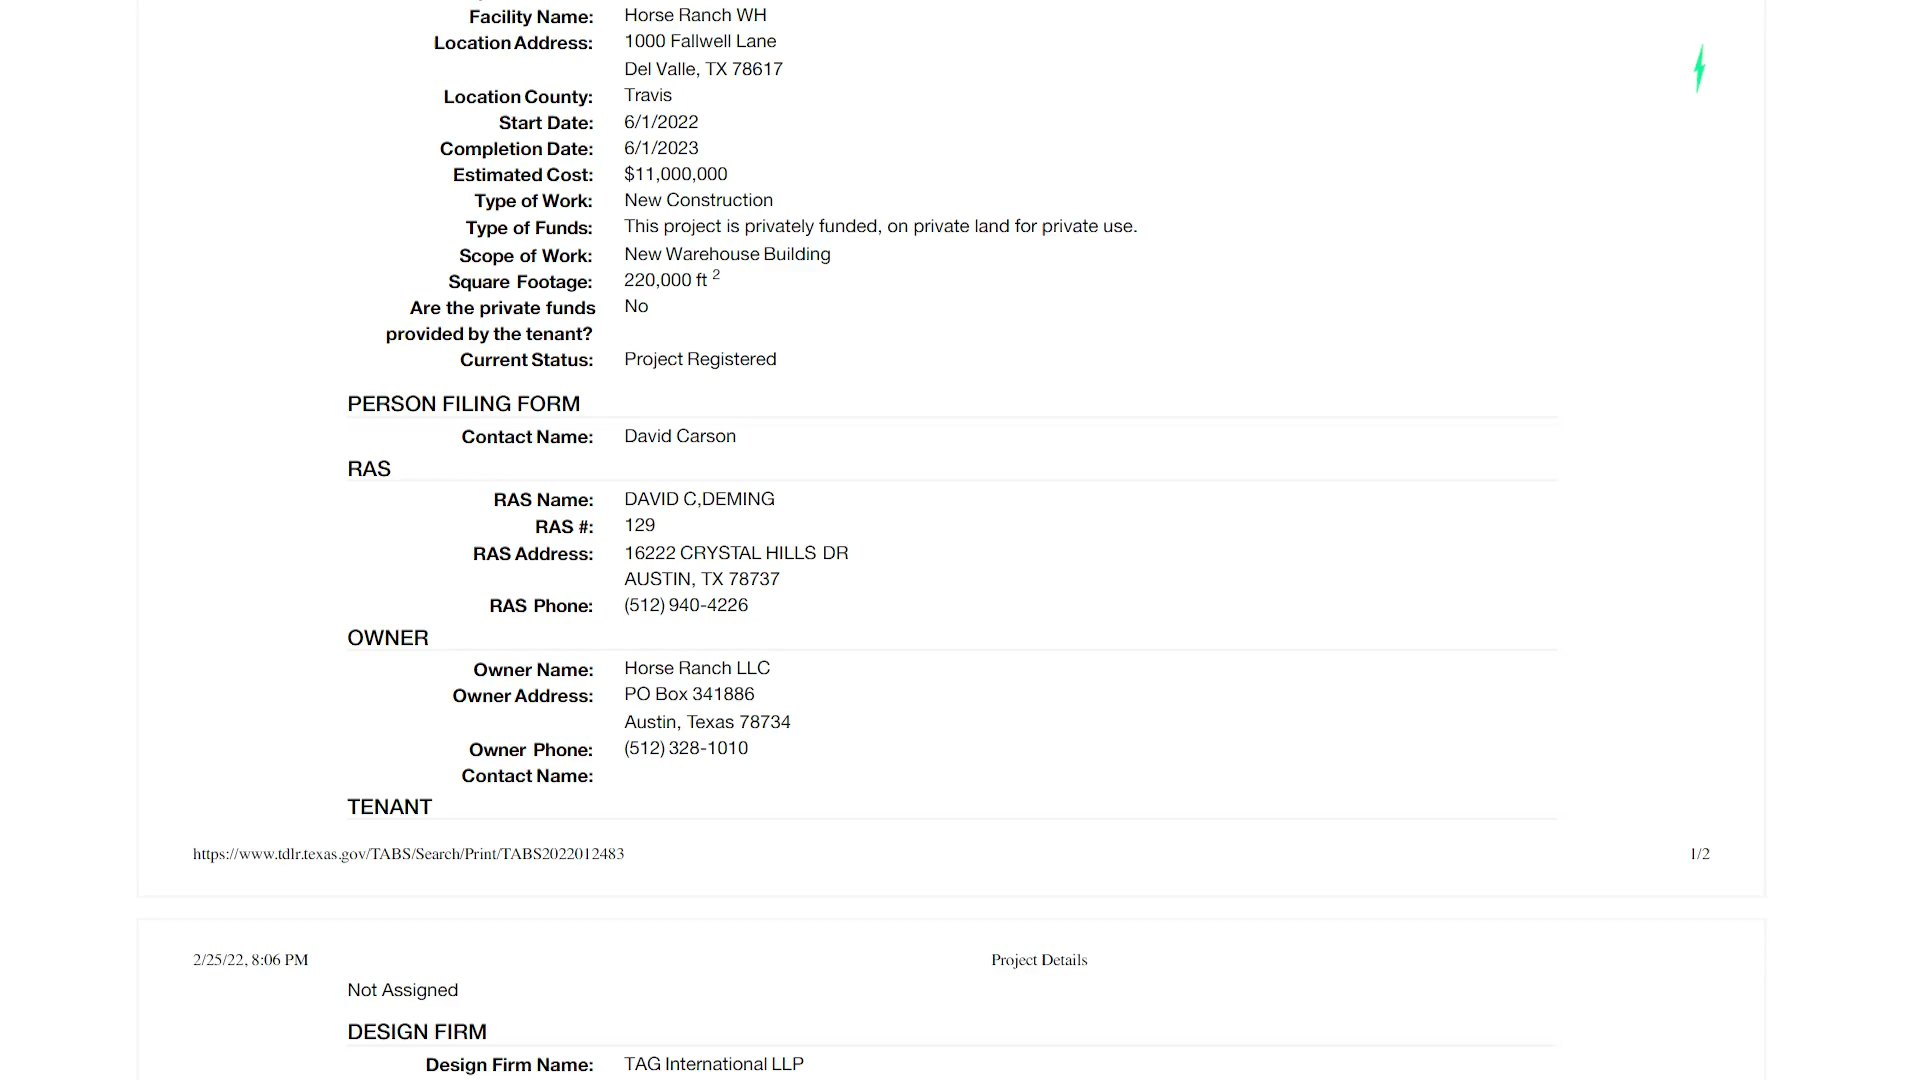 Facility Name: Horse Ranch WH
Location Address: 1000 Fallwell Lane
Del Valle, TX 78617
Location County: Travis
Start Date: 6/1/2022
Completion Date: 6/1/2023
Estimated Cost: $11,000,000
Type of Work: New Construction
Type of Funds: This project is privately funded, on private land for private use.
Scope of Work: New Warehouse Building
Square Footage: 220,000 ft 2
Are the private funds No
provided by the tenant?
Current Status: Project Registered
PERSON FILING FORM
Contact Name: David Carson
RAS
RAS Name: DAVID C,DEMING
RAS #: 129
RAS Address: 16222 CRYSTAL HILLS DR
AUSTIN, TX 78737
RAS Phone: (512) 940-4226
OWNER
Owner Name: Horse Ranch LLC
Owner Address: PO Box 341886
Austin, Texas 78734
Owner Phone: (512) 328-1010
Contact Name:
TENANT
https://www.tdlr.texas.gov/TABS/Search/Print/TABS2022012483 1/2
2/25/22, 8:06 PM Project Details
Not Assigned
DESIGN FIRM
Design Firm Name: TAG International LLP